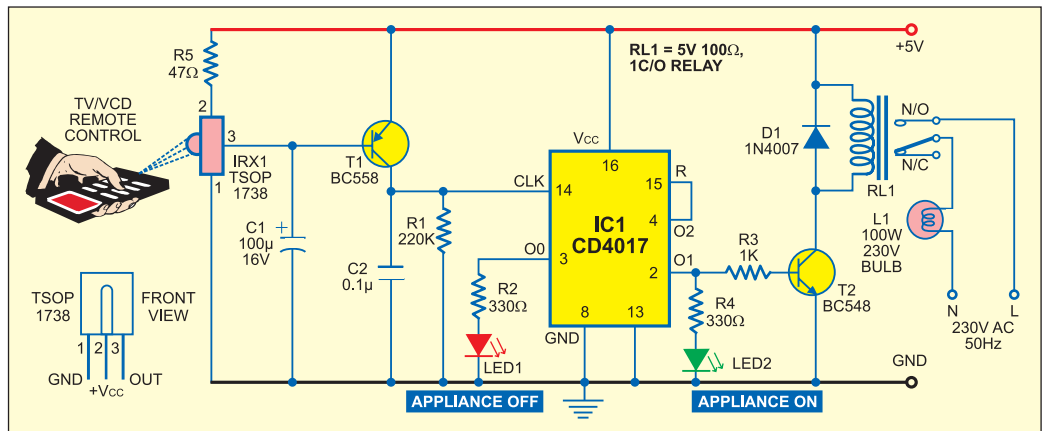 RL1 = 5V 100Ω,
1C/O RELAY
+5V
R5
47Ω
TV/VCD
REMOTE
CONTROL
2
3
1
IRX1
TSOP
1738
T1
BC558
C1
100µ
16V
+
C2
0.1µ
R1
220K
CLK
VCC
16
14
IC1
CD4017
15
R
4
O2
3
O0
2
O1
8
13
GND
R2
330Ω
LED1
R3
1K
R4
330Ω
LED2
T2
BC548
D1
1N4007
RL1
N/O
N/C
L1
100W
230V
BULB
N
L
230V AC
50Hz
GND
APPLIANCE OFF
APPLIANCE ON
TSOP
1738
FRONT
VIEW
1
2
3
GND
+VCC
OUT